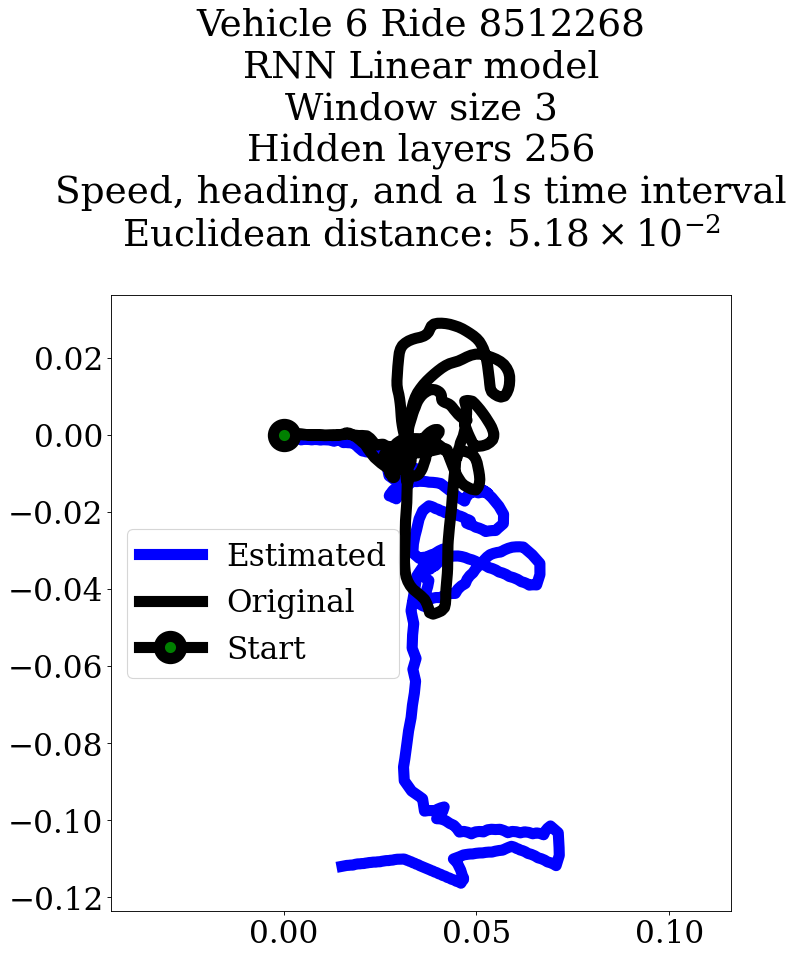 Vehicle 6 Ride 8512268
RNN Linear model
Window size 3
Hidden layers 256
Speed, heading, and a 1s time interval
Euclidean distance: 5.18 × 10⁻²
0.02
0.00
−0.02
−0.04
−0.06
−0.08
−0.10
−0.12
Estimated
Original
Start
0.00 0.05 0.10